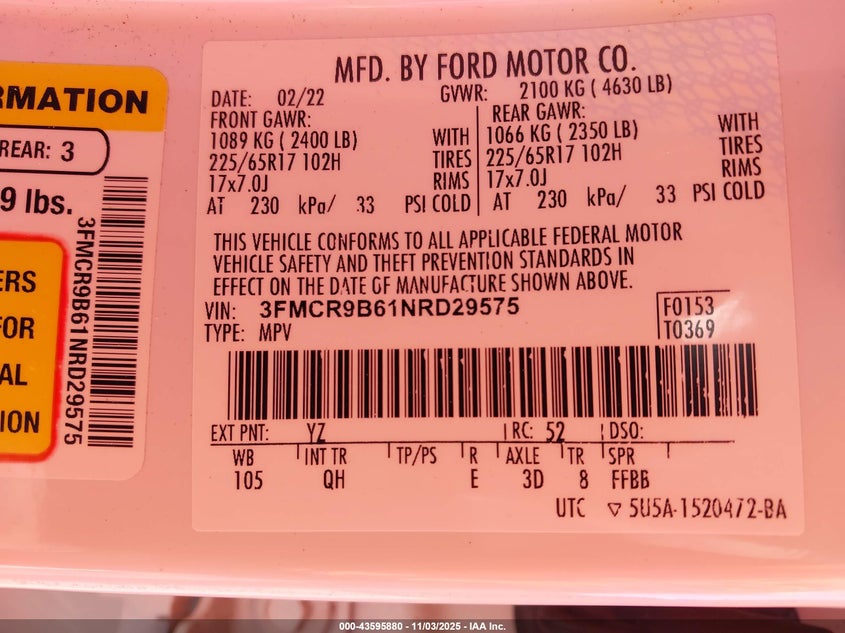 RMATION
REAR: 3
9 lbs.
ERS
FOR
AL
ION
3FMCR9B61NRD29575
MFD. BY FORD MOTOR CO.
DATE: 02/22 GVWR: 2100 KG ( 4630 LB)
FRONT GAWR: REAR GAWR:
1089 KG ( 2400 LB) WITH 1066 KG ( 2350 LB) WITH
225/65R17 102H TIRES 225/65R17 102H TIRES
17x7.0J RIMS 17x7.0J RIMS
AT 230 kPa/ 33 PSI COLD AT 230 kPa/ 33 PSI COLD
THIS VEHICLE CONFORMS TO ALL APPLICABLE FEDERAL MOTOR
VEHICLE SAFETY AND THEFT PREVENTION STANDARDS IN
EFFECT ON THE DATE OF MANUFACTURE SHOWN ABOVE.
VIN: 3FMCR9B61NRD29575 F0153
TYPE: MPV T0369
EXT PNT: YZ RC: 52 DSO:
WB INT TR TP/PS R AXLE TR SPR
105 QH E 3D 8 FFBB
UTC ▽ 5U5A-1520472-BA
000-43595880 - 11/03/2025 - IAA Inc.